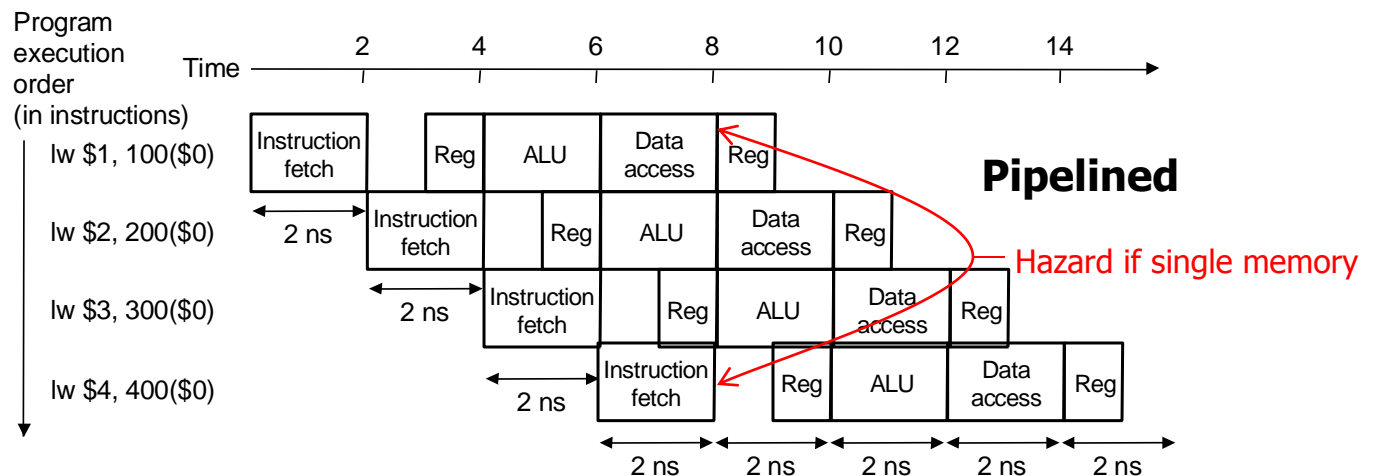 Program
execution
order
(in instructions)
Time
2 4 6 8 10 12 14
lw $1, 100($0)
Instruction
fetch
Reg
ALU
Data
access
Reg
Pipelined
2 ns
lw $2, 200($0)
Instruction
fetch
Reg
ALU
Data
access
Reg
Hazard if single memory
2 ns
lw $3, 300($0)
Instruction
fetch
Reg
ALU
Data
access
Reg
2 ns
lw $4, 400($0)
Instruction
fetch
Reg
ALU
Data
access
Reg
2 ns 2 ns 2 ns 2 ns 2 ns